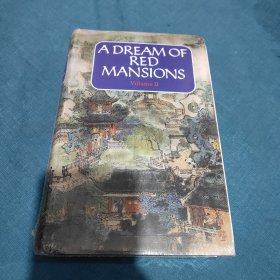 A DREAM OF
RED
MANSIONS
Volume II